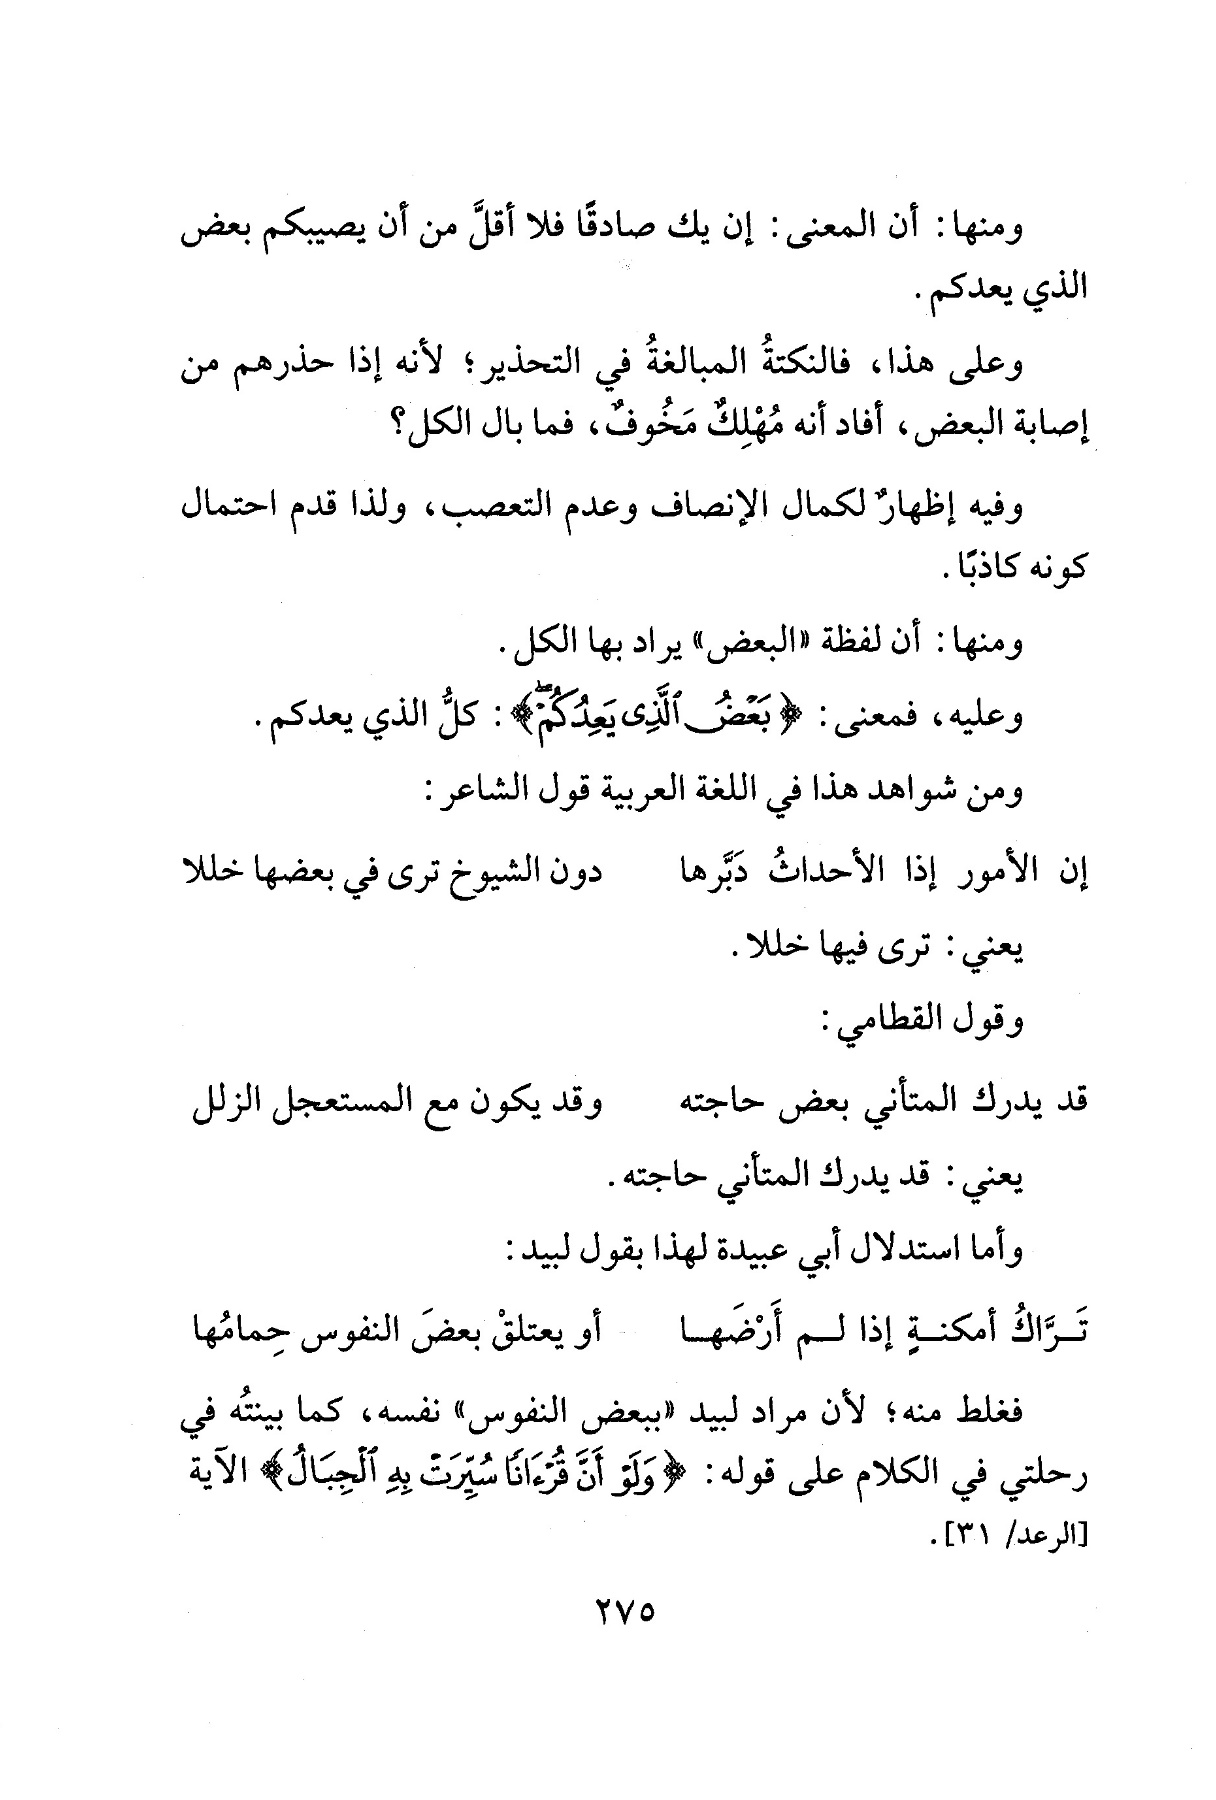 ومنها: أن المعنى: إن يك صادقًا فلا أقلَّ من أن يصيبكم بعض
الذي يعدكم.
وعلى هذا، فالنكتةُ المبالغةُ في التحذير؛ لأنه إذا حذرهم من
إصابة البعض، أفاد أنه مُهْلِكٌ مَخُوفٌ، فما بال الكل؟
وفيه إظهارٌ لكمال الإنصاف وعدم التعصب، ولذا قدم احتمال
كونه كاذبًا.
ومنها: أن لفظة «البعض» يراد بها الكل.
وعليه، فمعنى: ﴿بَعۡضُ ٱلَّذِى يَعِدُكُمۡۖ﴾: كلُّ الذي يعدكم.
ومن شواهد هذا في اللغة العربية قول الشاعر:
إن الأمور إذا الأحداثُ دَبَّرها دون الشيوخ ترى في بعضها خللا
يعني: ترى فيها خللا.
وقول القطامي:
قد يدرك المتأني بعض حاجته وقد يكون مع المستعجل الزلل
يعني: قد يدرك المتأني حاجته.
وأما استدلال أبي عبيدة لهذا بقول لبيد:
تَـرَّاكُ أمكنـةٍ إذا لـم أَرْضَهـا أو يعتلقْ بعضَ النفوس حِمامُها
فغلط منه؛ لأن مراد لبيد «ببعض النفوس» نفسه، كما بينتُه في
رحلتي في الكلام على قوله: ﴿وَلَوۡ أَنَّ قُرۡءَانٗا سُيِّرَتۡ بِهِ ٱلۡجِبَالُ﴾ الآية
[الرعد/ ٣١].
٢٧٥